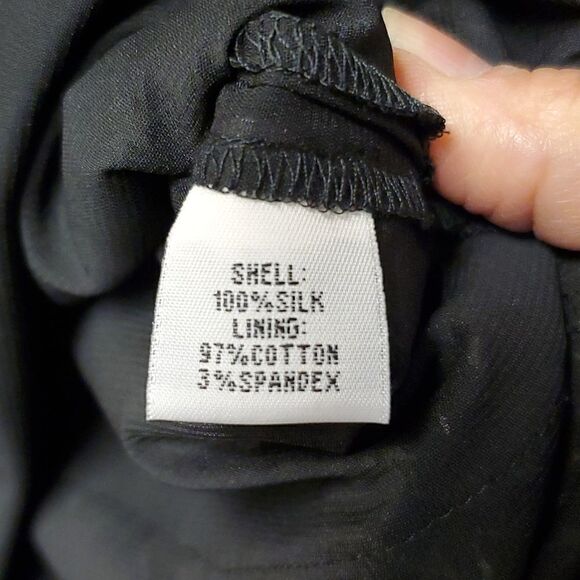 SHELL:
100%SILK
LINING:
97%COTTON
3%SPANDEX